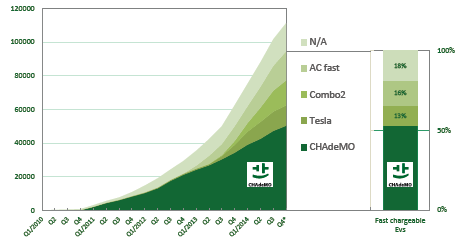 120000
100000
80000
60000
40000
20000
0
Q1/2010
Q2
Q3
Q4
Q1/2011
Q2
Q3
Q4
Q1/2012
Q2
Q3
Q4
Q1/2013
Q2
Q3
Q4
Q1/2014
Q2
Q3
Q4*
N/A
AC fast
Combo2
Tesla
CHAdeMO
CHAdeMO
100%
50%
0%
18%
16%
13%
CHAdeMO
Fast chargeable
Evs